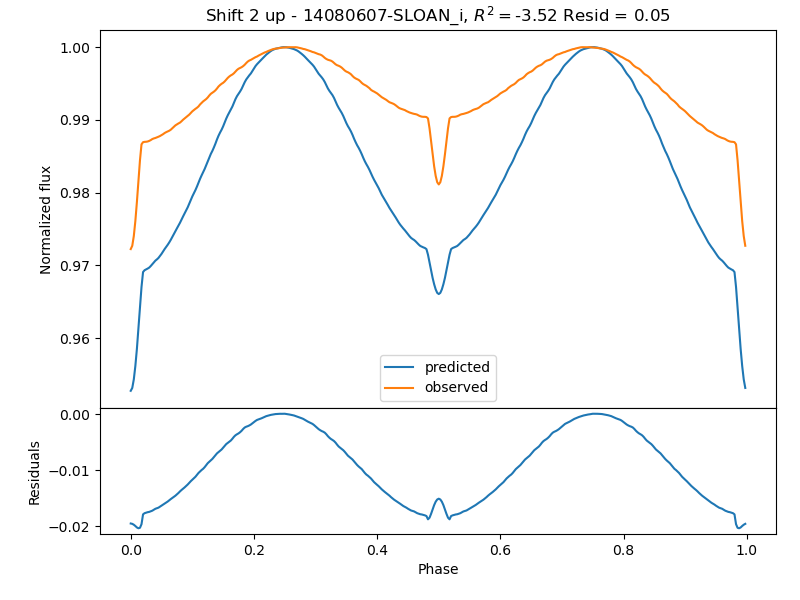 Shift 2 up - 14080607-SLOAN_i, R² = -3.52 Resid = 0.05
1.00
0.99
0.98
0.97
0.96
Normalized flux
predicted
observed
0.00
−0.01
−0.02
Residuals
0.0 0.2 0.4 0.6 0.8 1.0
Phase